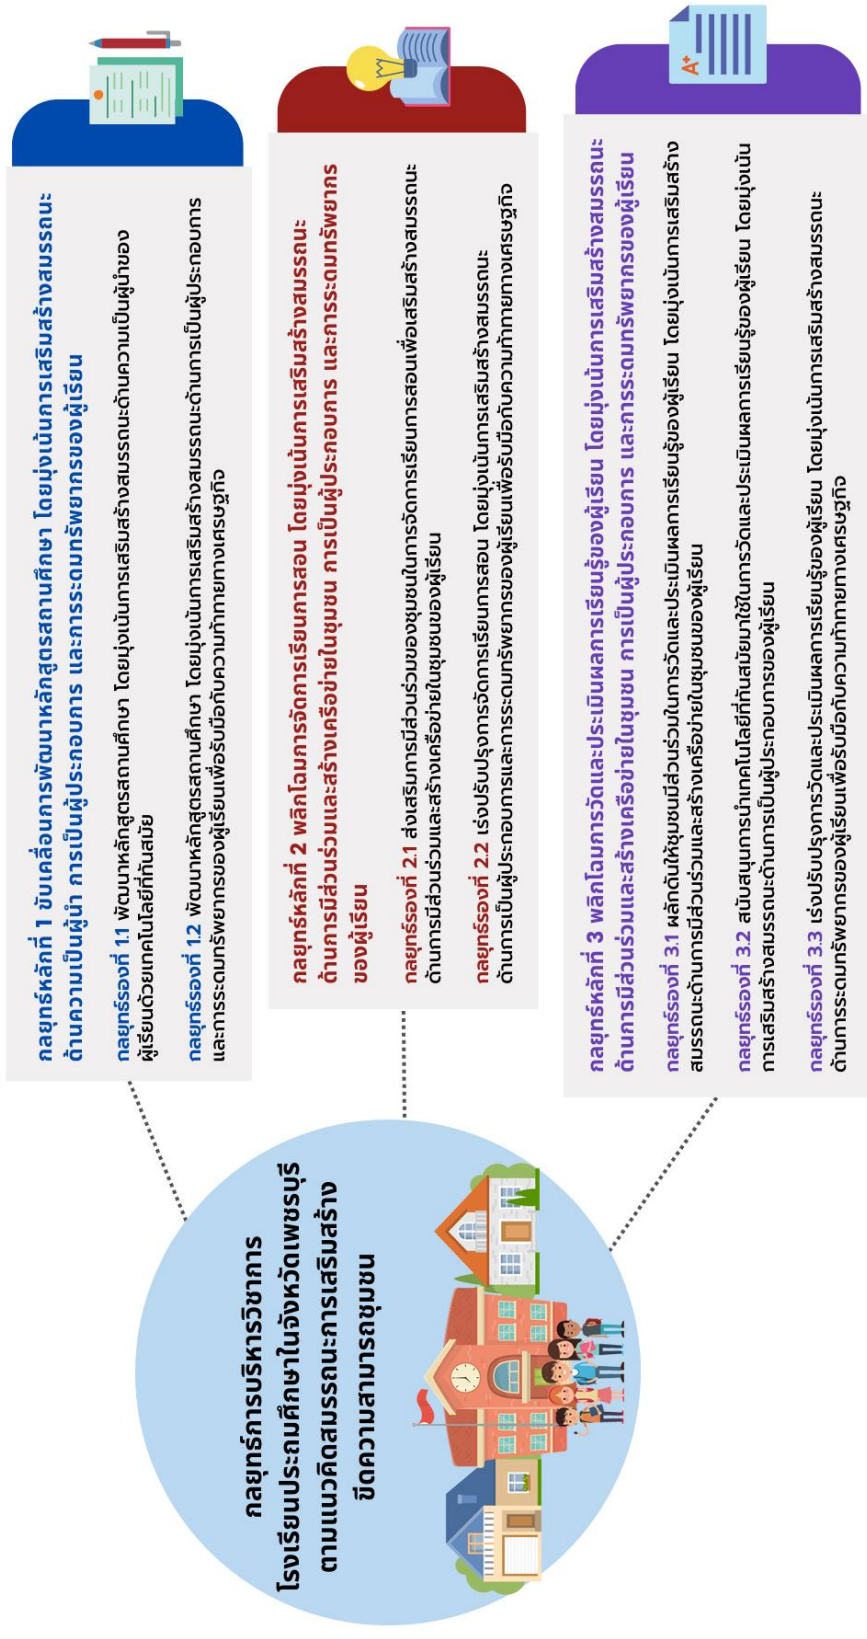 กลยุทธ์การบริหารวิชาการ
โรงเรียนประถมศึกษาในจังหวัดเพชรบุรี
ตามแนวคิดสมรรถนะการเสริมสร้าง
ขีดความสามารถชุมชน
กลยุทธ์หลักที่ 1 ขับเคลื่อนการพัฒนาหลักสูตรสถานศึกษา โดยมุ่งเน้นการเสริมสร้างสมรรถนะ
ด้านความเป็นผู้นำ การเป็นผู้ประกอบการ และการระดมทรัพยากรของผู้เรียน
กลยุทธ์รองที่ 1.1 พัฒนาหลักสูตรสถานศึกษา โดยมุ่งเน้นการเสริมสร้างสมรรถนะด้านความเป็นผู้นำของ
ผู้เรียนด้วยเทคโนโลยีที่ทันสมัย
กลยุทธ์รองที่ 1.2 พัฒนาหลักสูตรสถานศึกษา โดยมุ่งเน้นการเสริมสร้างสมรรถนะด้านการเป็นผู้ประกอบการ
และการระดมทรัพยากรของผู้เรียนเพื่อรับมือกับความท้าทายทางเศรษฐกิจ
กลยุทธ์หลักที่ 2 พลิกโฉมการจัดการเรียนการสอน โดยมุ่งเน้นการเสริมสร้างสมรรถนะ
ด้านการมีส่วนร่วมและสร้างเครือข่ายในชุมชน การเป็นผู้ประกอบการ และการระดมทรัพยากร
ของผู้เรียน
กลยุทธ์รองที่ 2.1 ส่งเสริมการมีส่วนร่วมของชุมชนในการจัดการเรียนการสอนเพื่อเสริมสร้างสมรรถนะ
ด้านการมีส่วนร่วมและสร้างเครือข่ายในชุมชนของผู้เรียน
กลยุทธ์รองที่ 2.2 เร่งปรับปรุงการจัดการเรียนการสอน โดยมุ่งเน้นการเสริมสร้างสมรรถนะ
ด้านการเป็นผู้ประกอบการและการระดมทรัพยากรของผู้เรียนเพื่อรับมือกับความท้าทายทางเศรษฐกิจ
กลยุทธ์หลักที่ 3 พลิกโฉมการวัดและประเมินผลการเรียนรู้ของผู้เรียน โดยมุ่งเน้นการเสริมสร้างสมรรถนะ
ด้านการมีส่วนร่วมและสร้างเครือข่ายในชุมชน การเป็นผู้ประกอบการ และการระดมทรัพยากรของผู้เรียน
กลยุทธ์รองที่ 3.1 ผลักดันให้ชุมชนมีส่วนร่วมในการวัดและประเมินผลการเรียนรู้ของผู้เรียน โดยมุ่งเน้นการเสริมสร้าง
สมรรถนะด้านการมีส่วนร่วมและสร้างเครือข่ายในชุมชนของผู้เรียน
กลยุทธ์รองที่ 3.2 สนับสนุนการนำเทคโนโลยีที่ทันสมัยมาใช้ในการวัดและประเมินผลการเรียนรู้ของผู้เรียน โดยมุ่งเน้น
การเสริมสร้างสมรรถนะด้านการเป็นผู้ประกอบการของผู้เรียน
กลยุทธ์รองที่ 3.3 เร่งปรับปรุงการวัดและประเมินผลการเรียนรู้ของผู้เรียน โดยมุ่งเน้นการเสริมสร้างสมรรถนะ
ด้านการระดมทรัพยากรของผู้เรียนเพื่อรับมือกับความท้าทายทางเศรษฐกิจ
A+